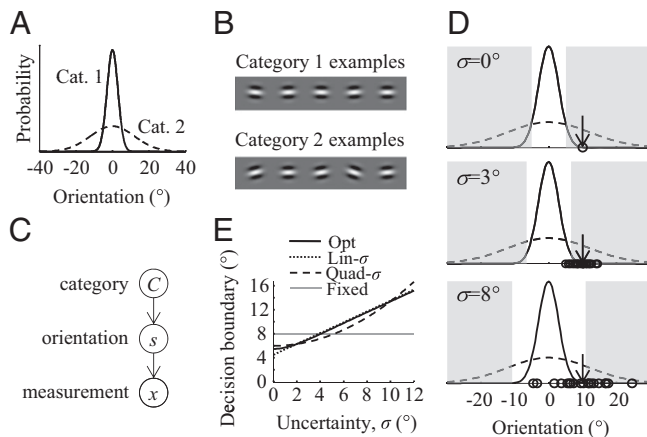 A
Probability
Cat. 1
Cat. 2
-40 -20 0 20 40
Orientation (°)
B
Category 1 examples
Category 2 examples
C
category
C
orientation
s
measurement
x
D
σ=0°
σ=3°
σ=8°
-20 -10 0 10 20
Orientation (°)
E
Opt
Lin-σ
Quad-σ
Fixed
Decision boundary (°)
16
12
8
4
0
0 2 4 6 8 10 12
Uncertainty, σ (°)